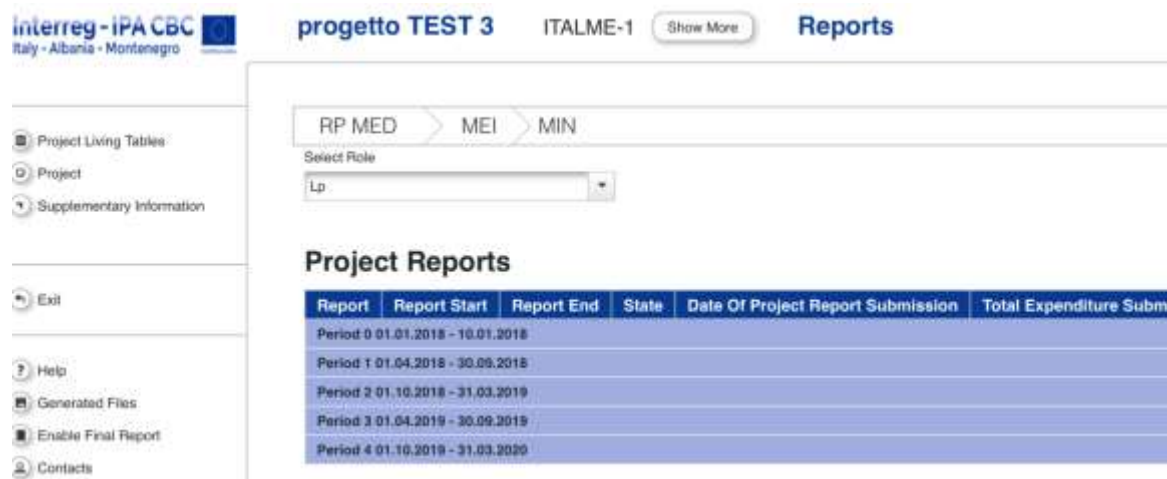 Interreg - IPA CBC
Italy - Albania - Montenegro
progetto TEST 3 ITALME-1 Show More Reports
RP MED MEI MIN
Select Role
Lp
Project Living Tables
Project
Supplementary Information
Exit
Help
Generated Files
Enable Final Report
Contacts
Project Reports
Report Report Start Report End State Date Of Project Report Submission Total Expenditure Subm
Period 0 01.01.2018 - 10.01.2018
Period 1 01.04.2018 - 30.09.2018
Period 2 01.10.2018 - 31.03.2019
Period 3 01.04.2019 - 30.09.2019
Period 4 01.10.2019 - 31.03.2020